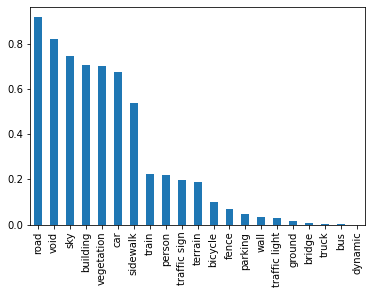 0.8
0.6
0.4
0.2
0.0
road
void
sky
building
vegetation
car
sidewalk
train
person
traffic sign
terrain
bicycle
fence
parking
wall
traffic light
ground
bridge
truck
bus
dynamic